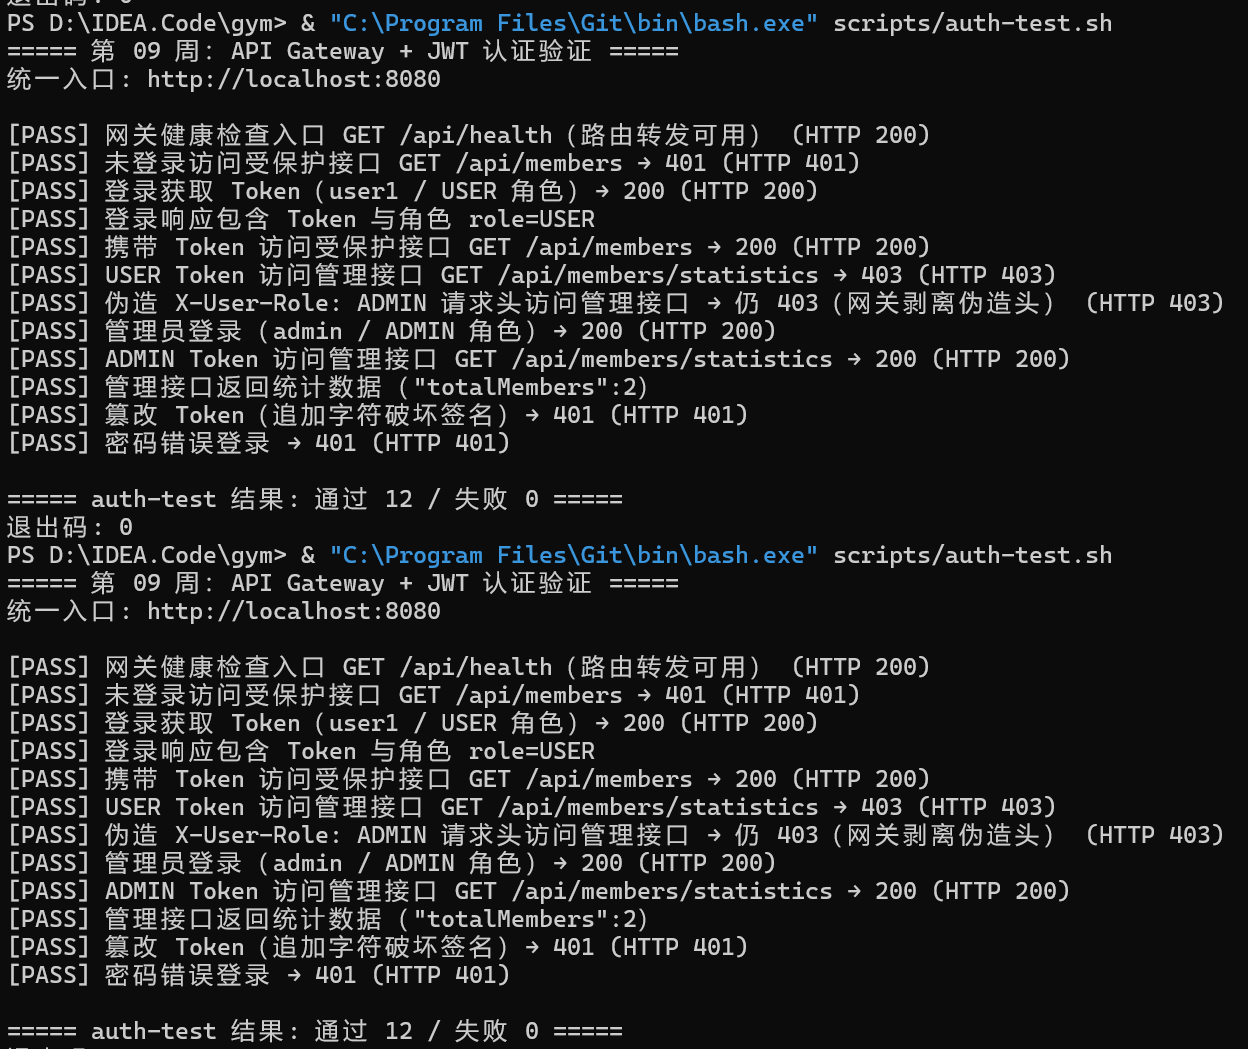 退出码: 0
PS D:\IDEA.Code\gym> & "C:\Program Files\Git\bin\bash.exe" scripts/auth-test.sh
===== 第 09 周: API Gateway + JWT 认证验证 =====
统一入口: http://localhost:8080
[PASS] 网关健康检查入口 GET /api/health（路由转发可用） (HTTP 200)
[PASS] 未登录访问受保护接口 GET /api/members → 401 (HTTP 401)
[PASS] 登录获取 Token（user1 / USER 角色）→ 200 (HTTP 200)
[PASS] 登录响应包含 Token 与角色 role=USER
[PASS] 携带 Token 访问受保护接口 GET /api/members → 200 (HTTP 200)
[PASS] USER Token 访问管理接口 GET /api/members/statistics → 403 (HTTP 403)
[PASS] 伪造 X-User-Role: ADMIN 请求头访问管理接口 → 仍 403（网关剥离伪造头） (HTTP 403)
[PASS] 管理员登录（admin / ADMIN 角色）→ 200 (HTTP 200)
[PASS] ADMIN Token 访问管理接口 GET /api/members/statistics → 200 (HTTP 200)
[PASS] 管理接口返回统计数据（"totalMembers":2）
[PASS] 篡改 Token（追加字符破坏签名）→ 401 (HTTP 401)
[PASS] 密码错误登录 → 401 (HTTP 401)
===== auth-test 结果: 通过 12 / 失败 0 =====
退出码: 0
PS D:\IDEA.Code\gym> & "C:\Program Files\Git\bin\bash.exe" scripts/auth-test.sh
===== 第 09 周: API Gateway + JWT 认证验证 =====
统一入口: http://localhost:8080
[PASS] 网关健康检查入口 GET /api/health（路由转发可用） (HTTP 200)
[PASS] 未登录访问受保护接口 GET /api/members → 401 (HTTP 401)
[PASS] 登录获取 Token（user1 / USER 角色）→ 200 (HTTP 200)
[PASS] 登录响应包含 Token 与角色 role=USER
[PASS] 携带 Token 访问受保护接口 GET /api/members → 200 (HTTP 200)
[PASS] USER Token 访问管理接口 GET /api/members/statistics → 403 (HTTP 403)
[PASS] 伪造 X-User-Role: ADMIN 请求头访问管理接口 → 仍 403（网关剥离伪造头） (HTTP 403)
[PASS] 管理员登录（admin / ADMIN 角色）→ 200 (HTTP 200)
[PASS] ADMIN Token 访问管理接口 GET /api/members/statistics → 200 (HTTP 200)
[PASS] 管理接口返回统计数据（"totalMembers":2）
[PASS] 篡改 Token（追加字符破坏签名）→ 401 (HTTP 401)
[PASS] 密码错误登录 → 401 (HTTP 401)
===== auth-test 结果: 通过 12 / 失败 0 =====